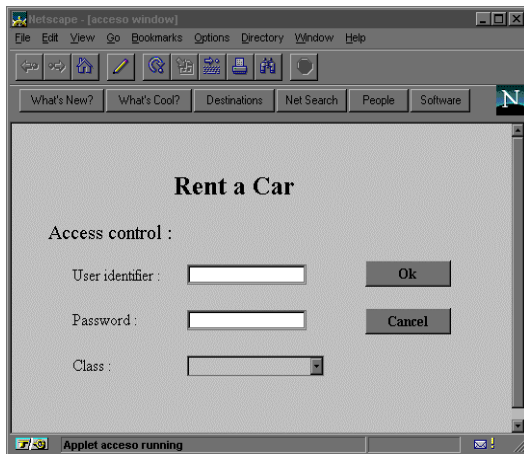 Netscape - [acceso window]
File Edit View Go Bookmarks Options Directory Window Help
What's New? What's Cool? Destinations Net Search People Software N
Rent a Car
Access control :
User identifier : Ok
Password : Cancel
Class :
Applet acceso running